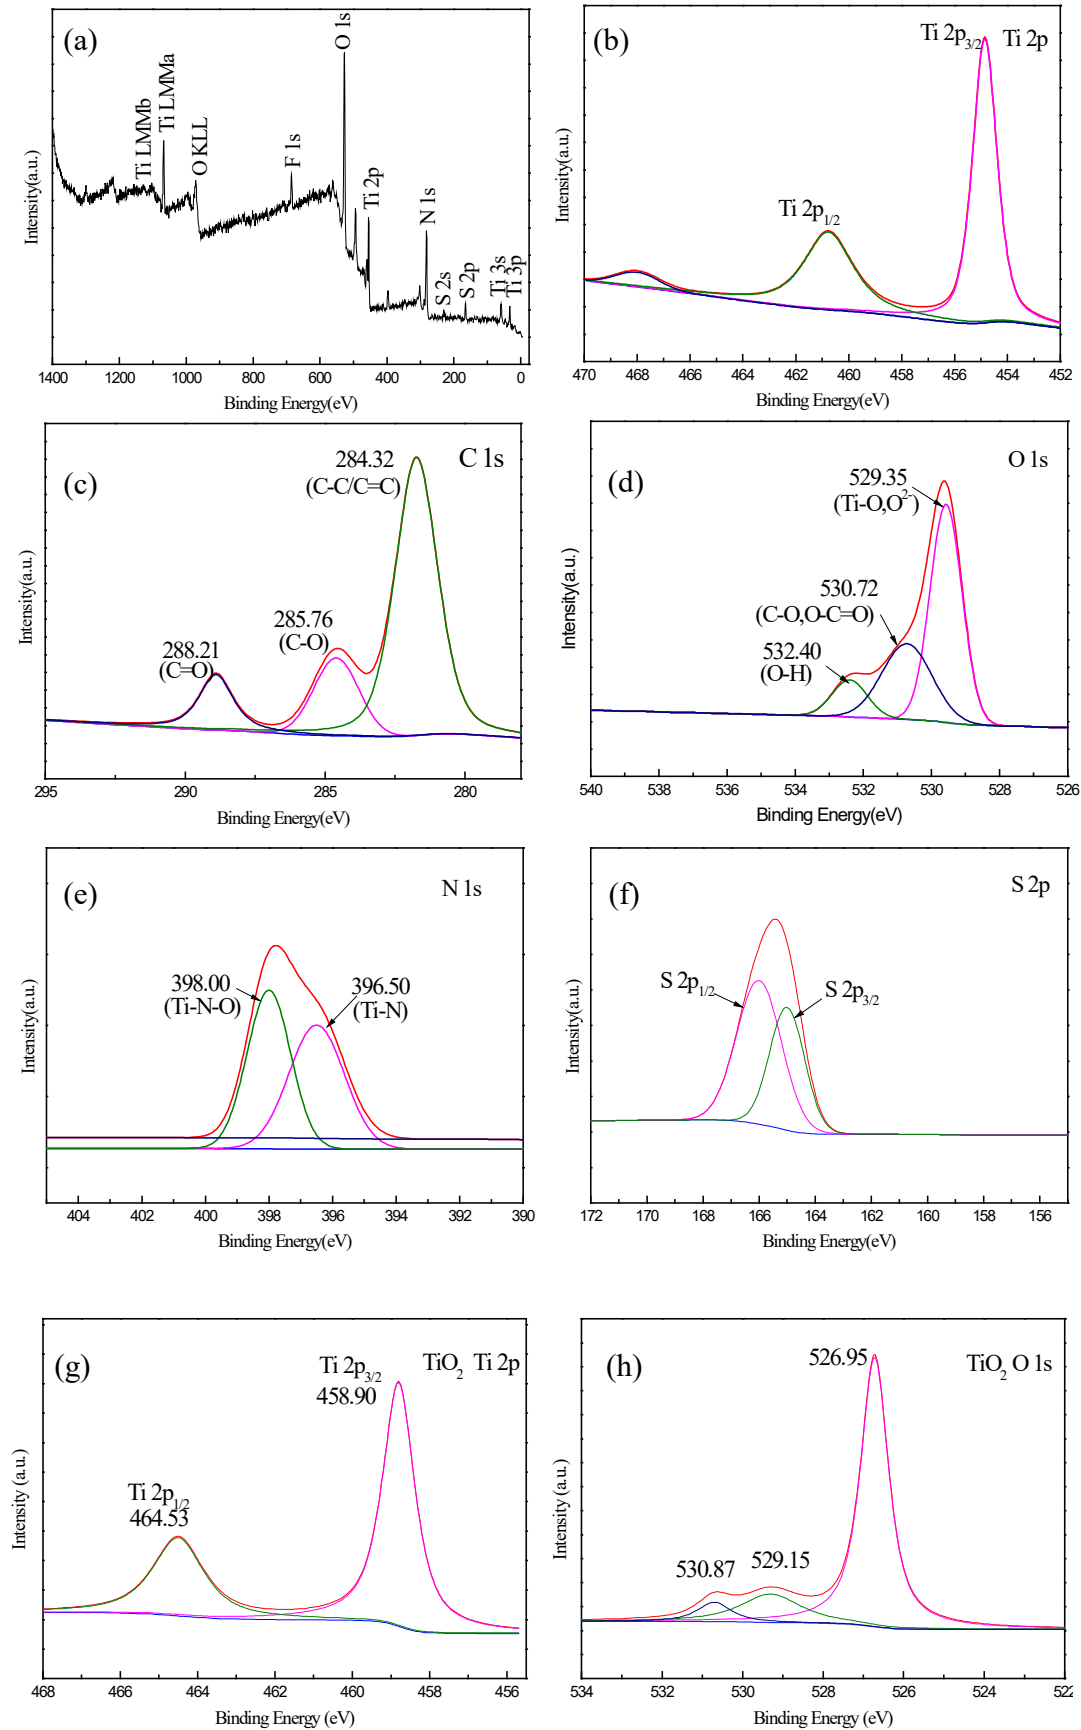 (a)
O 1s
Ti LMMb
Ti LMMa
O KLL
F 1s
Ti 2p
N 1s
S 2s
S 2p
Ti 3s
Ti 3p
Intensity(a.u.)
1400 1200 1000 800 600 400 200 0
Binding Energy(eV)
(b)
Ti 2p3/2 Ti 2p
Ti 2p1/2
Intensity(a.u.)
470 468 466 464 462 460 458 456 454 452
Binding Energy(eV)
(c)
C 1s
284.32
(C-C/C=C)
285.76
(C-O)
288.21
(C=O)
Intensity(a.u.)
295 290 285 280
Binding Energy(eV)
(d)
O 1s
529.35
(Ti-O,O2-)
530.72
(C-O,O-C=O)
532.40
(O-H)
Intensity(a.u.)
540 538 536 534 532 530 528 526
Binding Energy(eV)
(e)
N 1s
398.00
(Ti-N-O)
396.50
(Ti-N)
Intensity(a.u.)
404 402 400 398 396 394 392 390
Binding Energy(eV)
(f)
S 2p
S 2p1/2
S 2p3/2
Intensity(a.u.)
172 170 168 166 164 162 160 158 156
Binding Energy(eV)
(g)
Ti 2p3/2 TiO2 Ti 2p
458.90
Ti 2p1/2
464.53
Intensity (a.u.)
468 466 464 462 460 458 456
Binding Energy (eV)
(h)
526.95
TiO2 O 1s
530.87
529.15
Intensity (a.u.)
534 532 530 528 526 524 522
Binding Energy (eV)